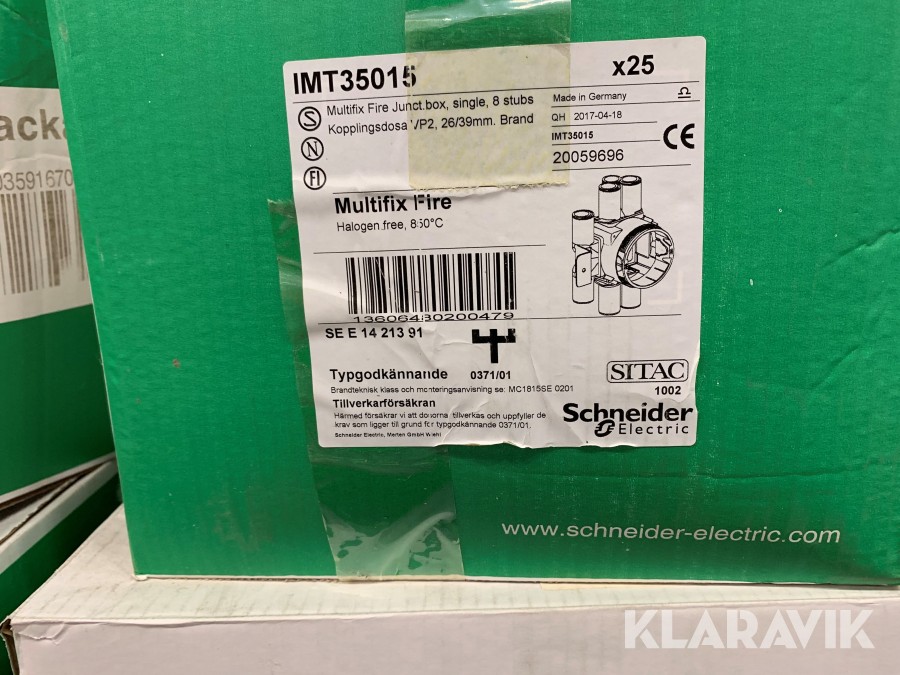 IMT35015
x25
S
Multifix Fire Junct.box, single, 8 stubs
Kopplingsdosa VP2, 26/39mm. Brand
N
FI
Made in Germany
QH 2017-04-18
IMT35015
CE
20059696
Multifix Fire
Halogen.free, 850°C
13606480200479
SE E 14 213 91
Typgodkännande 0371/01
SITAC
1002
Brandteknisk klass och monteringsanvisning se: MC1815SE 0201
Tillverkarförsäkran
Härmed försäkrar vi att dosorna tillverkas och uppfyller de
krav som ligger til grund för typgodkännande 0371/01.
Schneider Electric, Merten GmbH Wiehl
Schneider
Electric
www.schneider-electric.com
acka
03591670
KLARAVIK